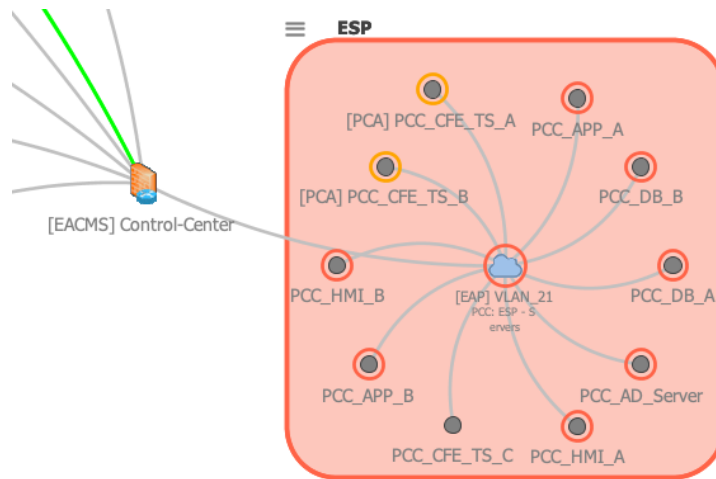 ESP
[PCA] PCC_CFE_TS_A
PCC_APP_A
[PCA] PCC_CFE_TS_B
PCC_DB_B
[EACMS] Control-Center
PCC_HMI_B
[EAP] VLAN_21
PCC: ESP - S
ervers
PCC_DB_A
PCC_APP_B
PCC_AD_Server
PCC_CFE_TS_C
PCC_HMI_A